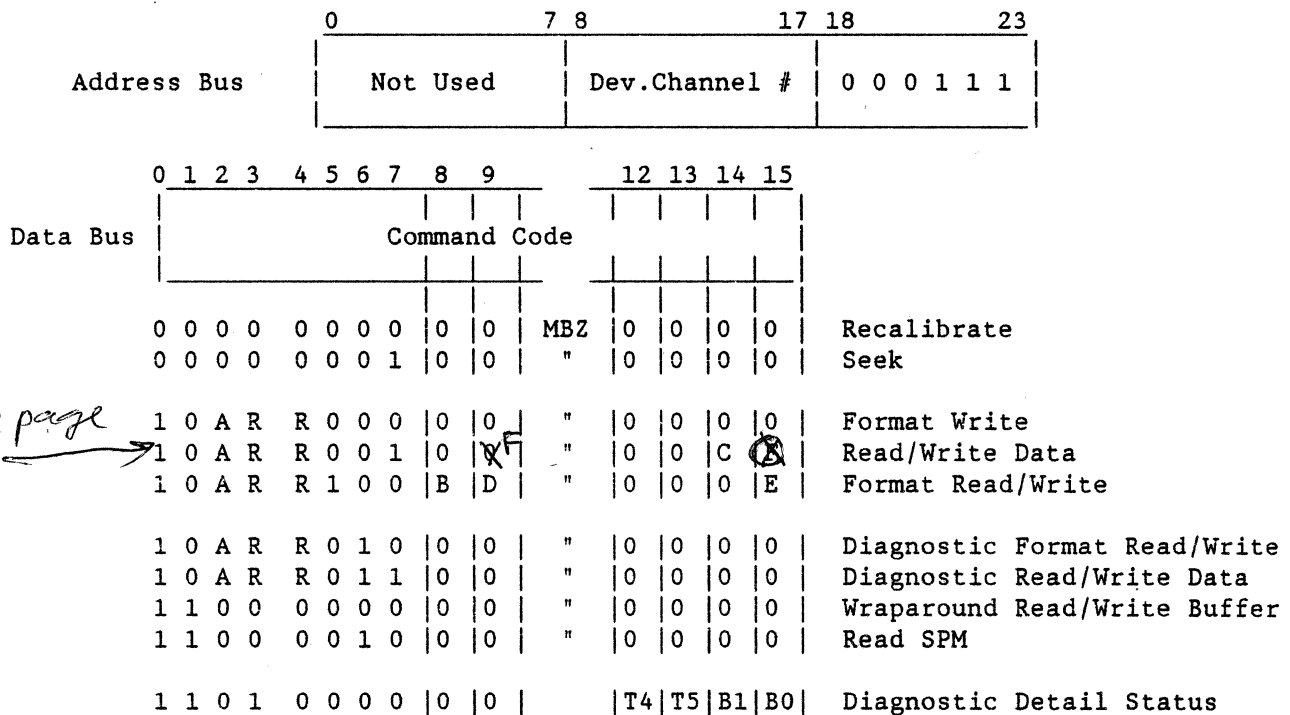 0 7 8 17 18 23
Address Bus | Not Used | Dev.Channel # | 0 0 0 1 1 1 |
0 1 2 3 4 5 6 7 8 9 12 13 14 15
Data Bus | Command Code
0 0 0 0 0 0 0 0 |0 |0 | MBZ |0 |0 |0 |0 | Recalibrate
0 0 0 0 0 0 0 1 |0 |0 | " |0 |0 |0 |0 | Seek
page 1 0 A R R 0 0 0 |0 |0 | " |0 |0 |0 |0 | Format Write
1 0 A R R 0 0 1 |0 | F | " |0 |0 |C | | Read/Write Data
1 0 A R R 1 0 0 |B |D | " |0 |0 |0 |E | Format Read/Write
1 0 A R R 0 1 0 |0 |0 | " |0 |0 |0 |0 | Diagnostic Format Read/Write
1 0 A R R 0 1 1 |0 |0 | " |0 |0 |0 |0 | Diagnostic Read/Write Data
1 1 0 0 0 0 0 0 |0 |0 | " |0 |0 |0 |0 | Wraparound Read/Write Buffer
1 1 0 0 0 0 1 0 |0 |0 | " |0 |0 |0 |0 | Read SPM
1 1 0 1 0 0 0 0 |0 |0 | |T4|T5|B1|B0| Diagnostic Detail Status